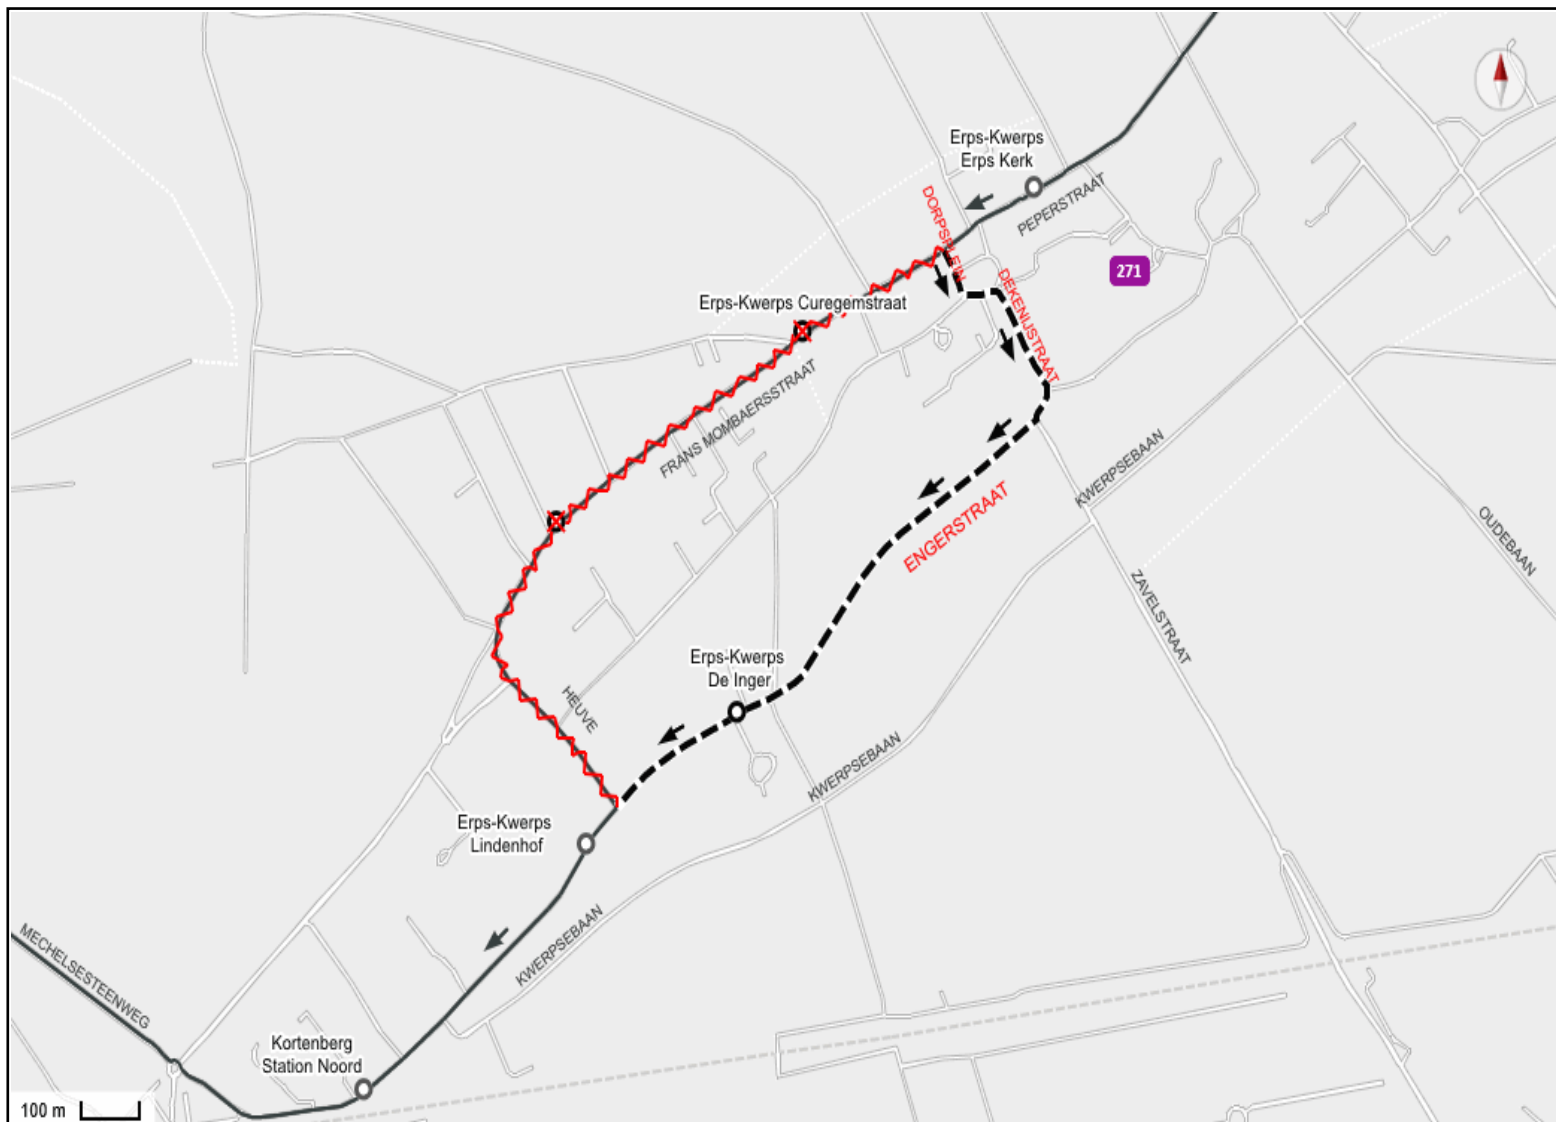 Erps-Kwerps
Erps Kerk
PEPERSTRAAT
DORPSPLEIN
271
DEKENIJSTRAAT
Erps-Kwerps Curegemstraat
FRANS MOMBAERSSTRAAT
KWERPSEBAAN
ENGERSTRAAT
OUDEBAAN
ZAVELSTRAAT
Erps-Kwerps
De Inger
HEUVE
KWERPSEBAAN
Erps-Kwerps
Lindenhof
KWERPSEBAAN
MECHELSESTEENWEG
Kortenberg
Station Noord
100 m